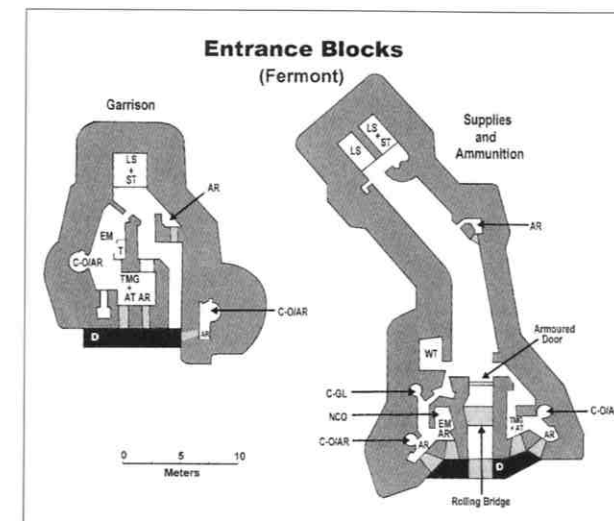 Entrance Blocks
(Fermont)
Garrison
LS
+
ST
AR
EM
T
C-O/AR
TMG
+
AT AR
C-O/AR
AR
D
0 5 10
Meters
Supplies
and
Ammunition
LS
+
ST
LS
AR
Armoured
Door
WT
C-GL
NCO
EM
AR
C-O/AR
AR
TMG
+ AT
AR
C-O/A
D
Rolling Bridge